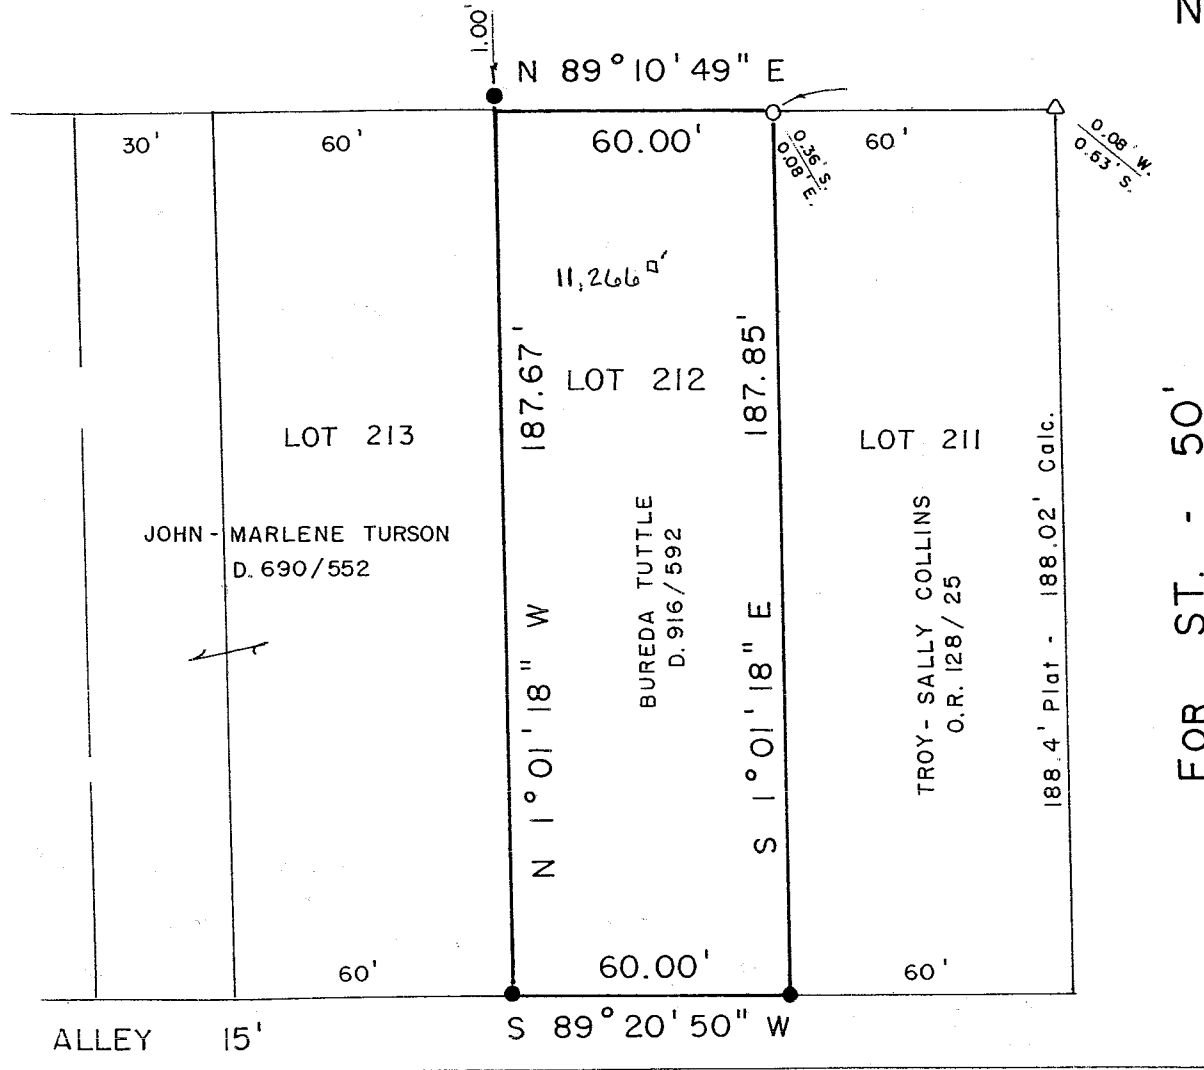 N
1.00'
N 89°10'49" E
30'
60'
60.00'
60'
0.36' S.
0.08' E.
0.08' W.
0.53' S.
11,266 □'
187.67'
LOT 212
187.85'
LOT 213
LOT 211
JOHN - MARLENE TURSON
D. 690/552
BUREDA TUTTLE
D. 916/592
TROY - SALLY COLLINS
O.R. 128/25
188.4' Plat - 188.02' Calc.
FOR ST. - 50'
N 1°01'18" W
S 1°01'18" E
60'
60.00'
60'
S 89°20'50" W
ALLEY 15'